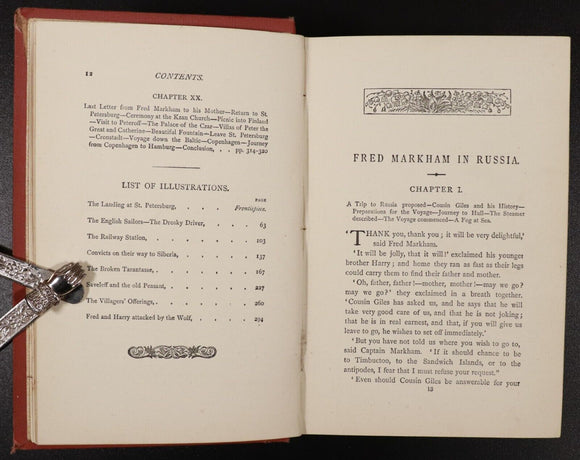 12 CONTENTS.
CHAPTER XX.
Last Letter from Fred Markham to his Mother—Return to St.
Petersburg—Ceremony at the Kazan Church—Picnic into Finland
—Visit to Peteroff—The Palace of the Czar—Villas of Peter the
Great and Catherine—Beautiful Fountain—Leave St. Petersburg
—Cronstadt—Voyage down the Baltic—Copenhagen—Journey
from Copenhagen to Hamburg—Conclusion, . . pp. 314-320
LIST OF ILLUSTRATIONS.
PAGE
The Landing at St. Petersburg, . . . Frontispiece.
The English Sailors—The Drosky Driver, . . . 63
The Railway Station, . . . . . . 103
Convicts on their way to Siberia, . . . . 137
The Broken Tarantasse, . . . . . 167
Saveleff and the old Peasant, . . . . . 227
The Villagers' Offerings, . . . . . 260
Fred and Harry attacked by the Wolf, . . . . 294
FRED MARKHAM IN RUSSIA.
CHAPTER I.
A Trip to Russia proposed—Cousin Giles and his History—
Preparations for the Voyage—Journey to Hull—The Steamer
described—The Voyage commenced—A Fog at Sea.
'THANK you, thank you; it will be very delightful,'
said Fred Markham.
'It will be jolly, that it will!' exclaimed his younger
brother Harry; and home they ran as fast as their legs
could carry them to find their father and mother.
'Oh, father, father!—mother, mother!—may we go?
may we go?' they exclaimed in a breath together.
'Cousin Giles has asked us, and he says that he will
take very good care of us, and that he is not joking;
that he is in real earnest, and that, if you will give us
leave to go, he wishes to set off immediately.'
'But you have not told us where you wish to go to,
said Captain Markham. 'If it should chance to be
to Timbuctoo, to the Sandwich Islands, or to the
antipodes, I fear that I must refuse your request."
'Even should Cousin Giles be answerable for your
13